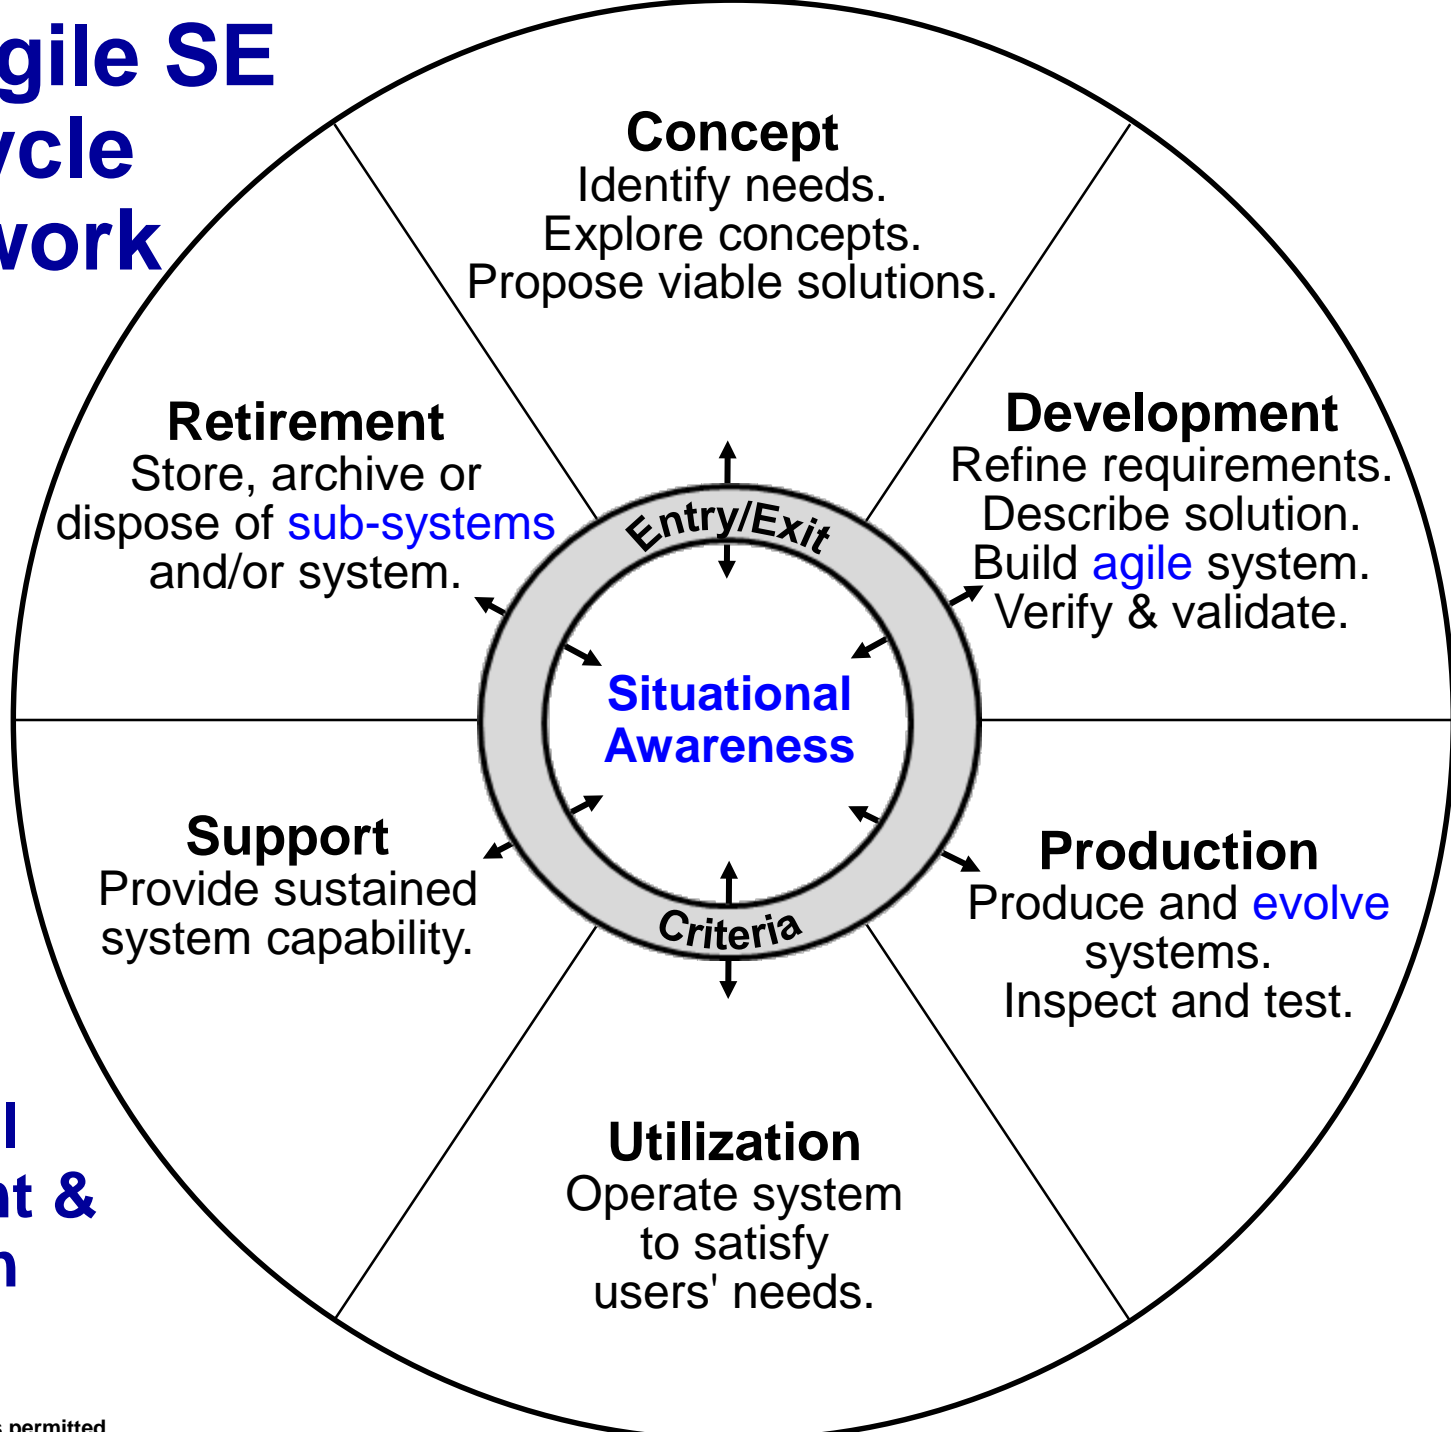 gile SE
ycle
work
Concept
Identify needs.
Explore concepts.
Propose viable solutions.
Retirement
Store, archive or
dispose of sub-systems
and/or system.
Development
Refine requirements.
Describe solution.
Build agile system.
Verify & validate.
Entry/Exit
Situational
Awareness
Criteria
Support
Provide sustained
system capability.
Production
Produce and evolve
systems.
Inspect and test.
Utilization
Operate system
to satisfy
users' needs.
l
nt &
n
s permitted